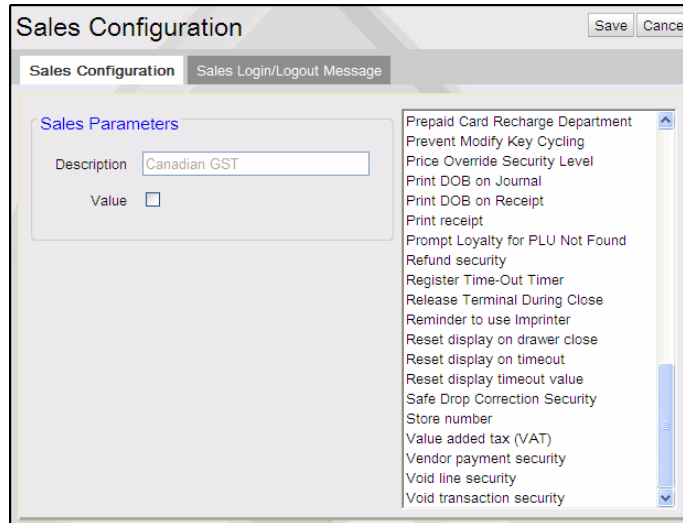 Sales Configuration
Save
Cance
Sales Configuration
Sales Login/Logout Message
Sales Parameters
Description
Canadian GST
Value
Prepaid Card Recharge Department
Prevent Modify Key Cycling
Price Override Security Level
Print DOB on Journal
Print DOB on Receipt
Print receipt
Prompt Loyalty for PLU Not Found
Refund security
Register Time-Out Timer
Release Terminal During Close
Reminder to use Imprinter
Reset display on drawer close
Reset display on timeout
Reset display timeout value
Safe Drop Correction Security
Store number
Value added tax (VAT)
Vendor payment security
Void line security
Void transaction security